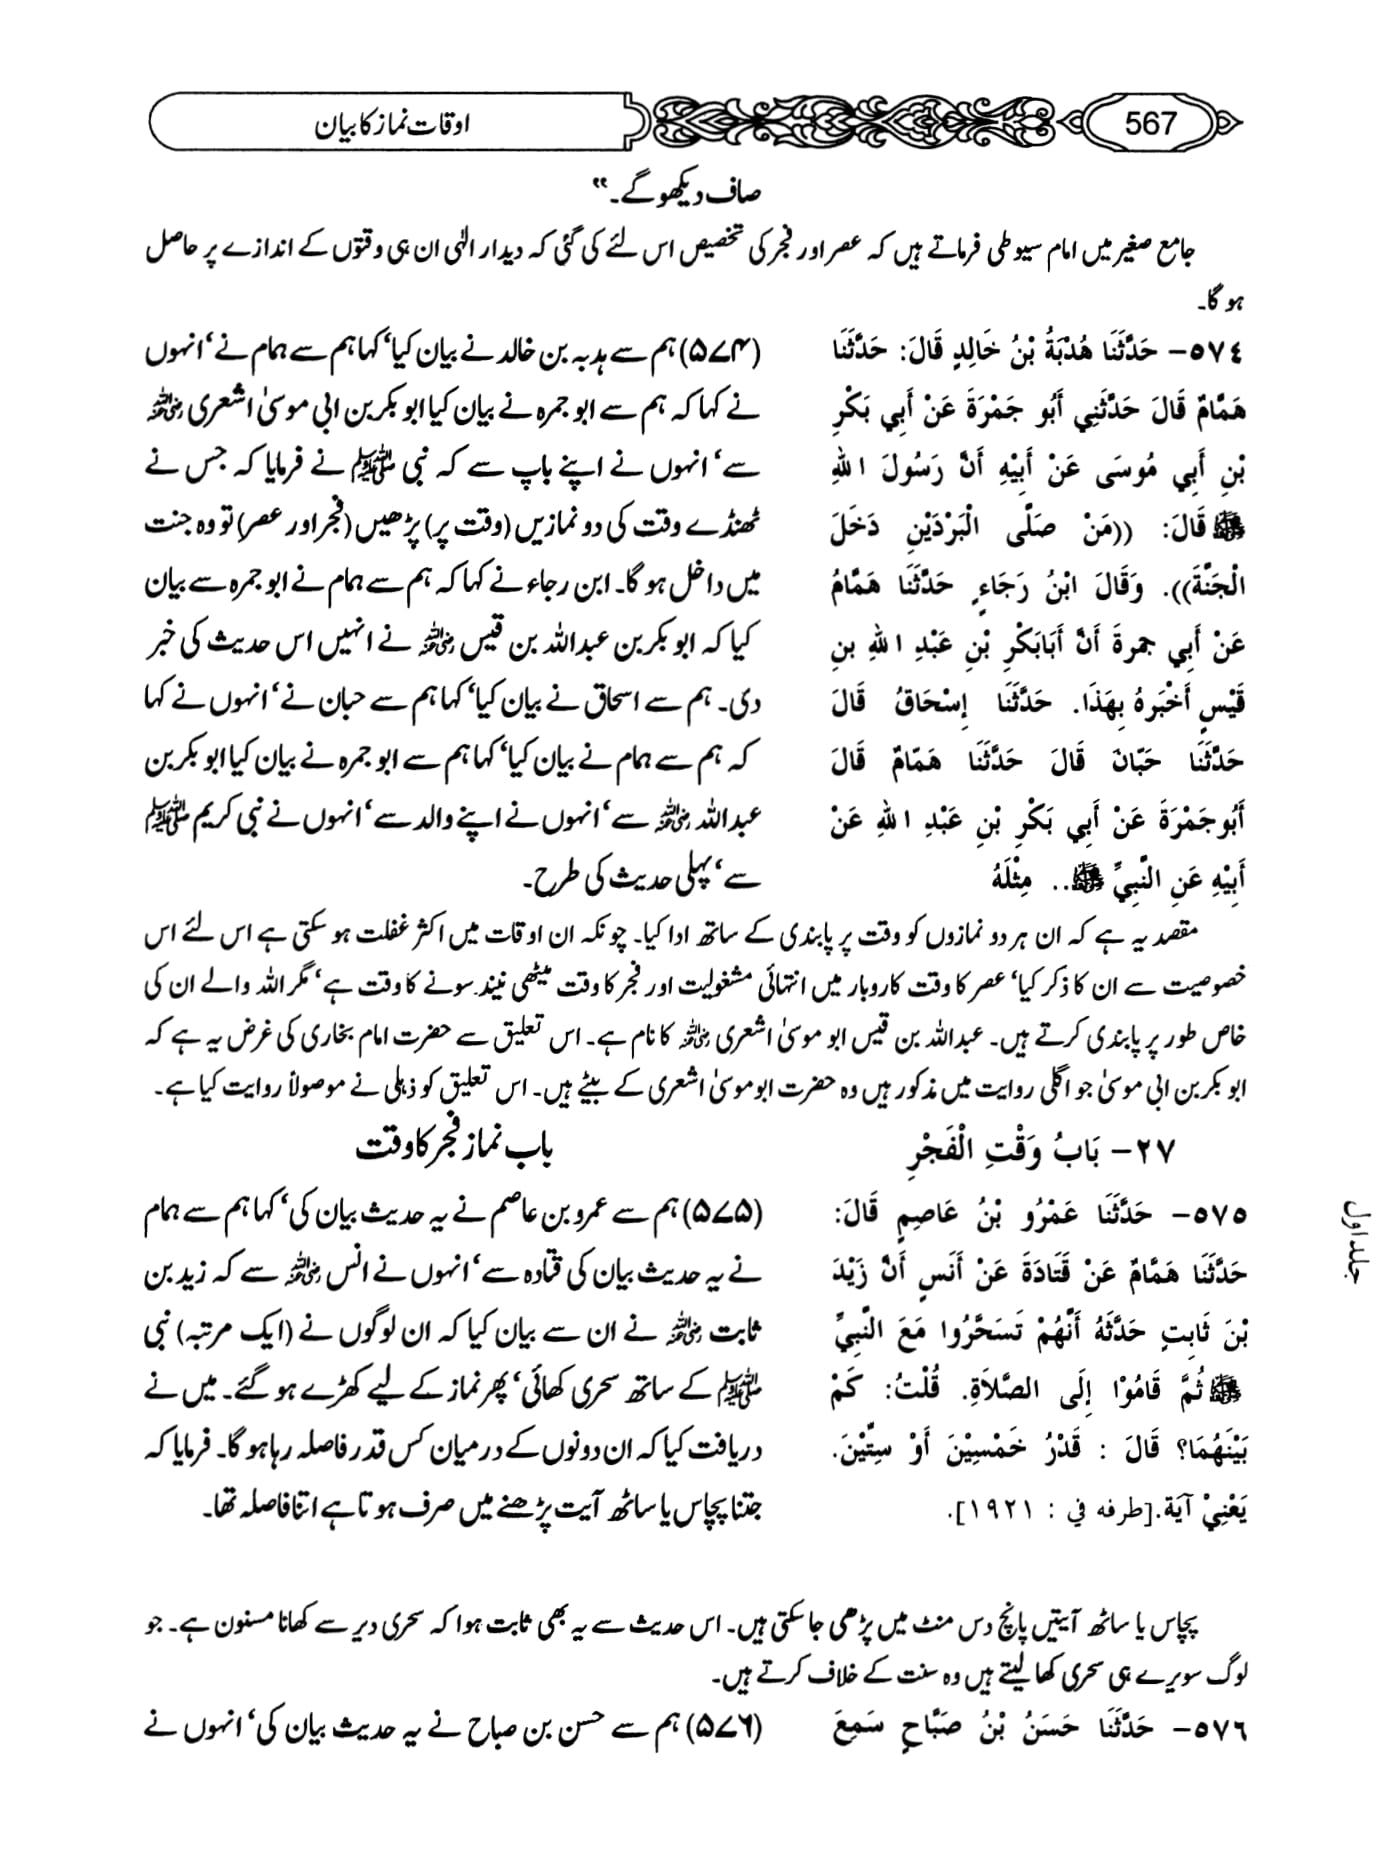 567
اوقات نماز کا بیان
صاف دیکھو گے۔"
جامع صغیر میں امام سیوطی فرماتے ہیں کہ عصر اور فجر کی تخصیص اس لئے کی گئی کہ دیدار الٰہی ان ہی وقتوں کے اندازے پر حاصل
ہو گا۔
٥٧٤– حَدَّثَنَا هُدْبَةُ بْنُ خَالِدٍ قَالَ: حَدَّثَنَا
هَمَّامٌ قَالَ حَدَّثَنِي أَبُو جَمْرَةَ عَنْ أَبِي بَكْرِ
بْنِ أَبِي مُوسَى عَنْ أَبِيْهِ أَنَّ رَسُولَ اللهِ
ﷺ قَالَ: ((مَنْ صَلَّى الْبَرْدَيْنِ دَخَلَ
الْجَنَّةَ)). وَقَالَ ابْنُ رَجَاءٍ حَدَّثَنَا هَمَّامُ
عَنْ أَبِي جمرةَ أَنَّ أَبَابَكْرِ بْنِ عَبْدِ اللهِ بنِ
قَيْسٍ أَخْبَرَهُ بِهَذَا. حَدَّثَنَا إِسْحَاقُ قَالَ
حَدَّثَنَا حَبَّانَ قَالَ حَدَّثَنَا هَمَّامٌ قَالَ
أَبُوجَمْرَةَ عَنْ أَبِي بَكْرِ بْنِ عَبْدِ اللهِ عَنْ
أَبِيْهِ عَنِ النَّبِيِّ ﷺ.. مِثْلَهُ
(۵۷۴) ہم سے ہدبہ بن خالد نے بیان کیا‘ کہا ہم سے ہمام نے‘ انہوں
نے کہا کہ ہم سے ابو جمرہ نے بیان کیا ابو بکر بن ابی موسیٰ اشعری رضی اللہ عنہ
سے‘ انہوں نے اپنے باپ سے کہ نبی ﷺ نے فرمایا کہ جس نے
ٹھنڈے وقت کی دو نمازیں (وقت پر) پڑھیں (فجر اور عصر) تو وہ جنت
میں داخل ہو گا۔ ابن رجاء نے کہا کہ ہم سے ہمام نے ابو جمرہ سے بیان
کیا کہ ابو بکر بن عبداللہ بن قیس رضی اللہ عنہ نے انہیں اس حدیث کی خبر
دی۔ ہم سے اسحاق نے بیان کیا‘ کہا ہم سے حبان نے‘ انہوں نے کہا
کہ ہم سے ہمام نے بیان کیا‘ کہا ہم سے ابو جمرہ نے بیان کیا ابو بکر بن
عبداللہ رضی اللہ عنہ سے‘ انہوں نے اپنے والد سے‘ انہوں نے نبی کریم ﷺ
سے‘ پہلی حدیث کی طرح۔
مقصد یہ ہے کہ ان ہر دو نمازوں کو وقت پر پابندی کے ساتھ ادا کیا۔ چونکہ ان اوقات میں اکثر غفلت ہو سکتی ہے اس لئے اس
خصوصیت سے ان کا ذکر کیا‘ عصر کا وقت کاروبار میں انتہائی مشغولیت اور فجر کا وقت میٹھی نیند سونے کا وقت ہے‘ مگر اللہ والے ان کی
خاص طور پر پابندی کرتے ہیں۔ عبداللہ بن قیس ابو موسیٰ اشعری رضی اللہ عنہ کا نام ہے۔ اس تعلیق سے حضرت امام بخاری کی غرض یہ ہے کہ
ابو بکر بن ابی موسیٰ جو اگلی روایت میں مذکور ہیں وہ حضرت ابو موسیٰ اشعری کے بیٹے ہیں۔ اس تعلیق کو ذہلی نے موصولاً روایت کیا ہے۔
٢٧– بَابُ وَقْتِ الْفَجْرِ
باب نماز فجر کا وقت
٥٧٥– حَدَّثَنَا عَمْرُو بْنُ عَاصِمٍ قَالَ:
حَدَّثَنَا هَمَّامٌ عَنْ قَتَادَةَ عَنْ أَنَسٍ أَنَّ زَيْدَ
بْنَ ثَابِتٍ حَدَّثَهُ أَنَّهُمْ تَسَحَّرُوا مَعَ النَّبِيِّ
ﷺ ثُمَّ قَامُوْا إِلَى الصَّلاَةِ. قُلْتُ: كَمْ
بَيْنَهُمَا؟ قَالَ : قَدْرُ خَمْسِيْنَ أَوْ سِتِّيْنَ.
يَعْنِيْ آيَة. [طرفه في : ١٩٢١].
(۵۷۵) ہم سے عمرو بن عاصم نے یہ حدیث بیان کی‘ کہا ہم سے ہمام
نے یہ حدیث بیان کی قتادہ سے‘ انہوں نے انس رضی اللہ عنہ سے کہ زید بن
ثابت رضی اللہ عنہ نے ان سے بیان کیا کہ ان لوگوں نے (ایک مرتبہ) نبی
ﷺ کے ساتھ سحری کھائی‘ پھر نماز کے لیے کھڑے ہو گئے۔ میں نے
دریافت کیا کہ ان دونوں کے درمیان کس قدر فاصلہ رہا ہو گا۔ فرمایا کہ
جتنا پچاس یا ساٹھ آیت پڑھنے میں صرف ہوتا ہے اتنا فاصلہ تھا۔
پچاس یا ساٹھ آیتیں پانچ دس منٹ میں پڑھی جا سکتی ہیں۔ اس حدیث سے یہ بھی ثابت ہوا کہ سحری دیر سے کھانا مسنون ہے۔ جو
لوگ سویرے ہی سحری کھا لیتے ہیں وہ سنت کے خلاف کرتے ہیں۔
٥٧٦– حَدَّثَنَا حَسَنُ بْنُ صَبَّاحٍ سَمِعَ
(۵۷۶) ہم سے حسن بن صباح نے یہ حدیث بیان کی‘ انہوں نے
جلد اول